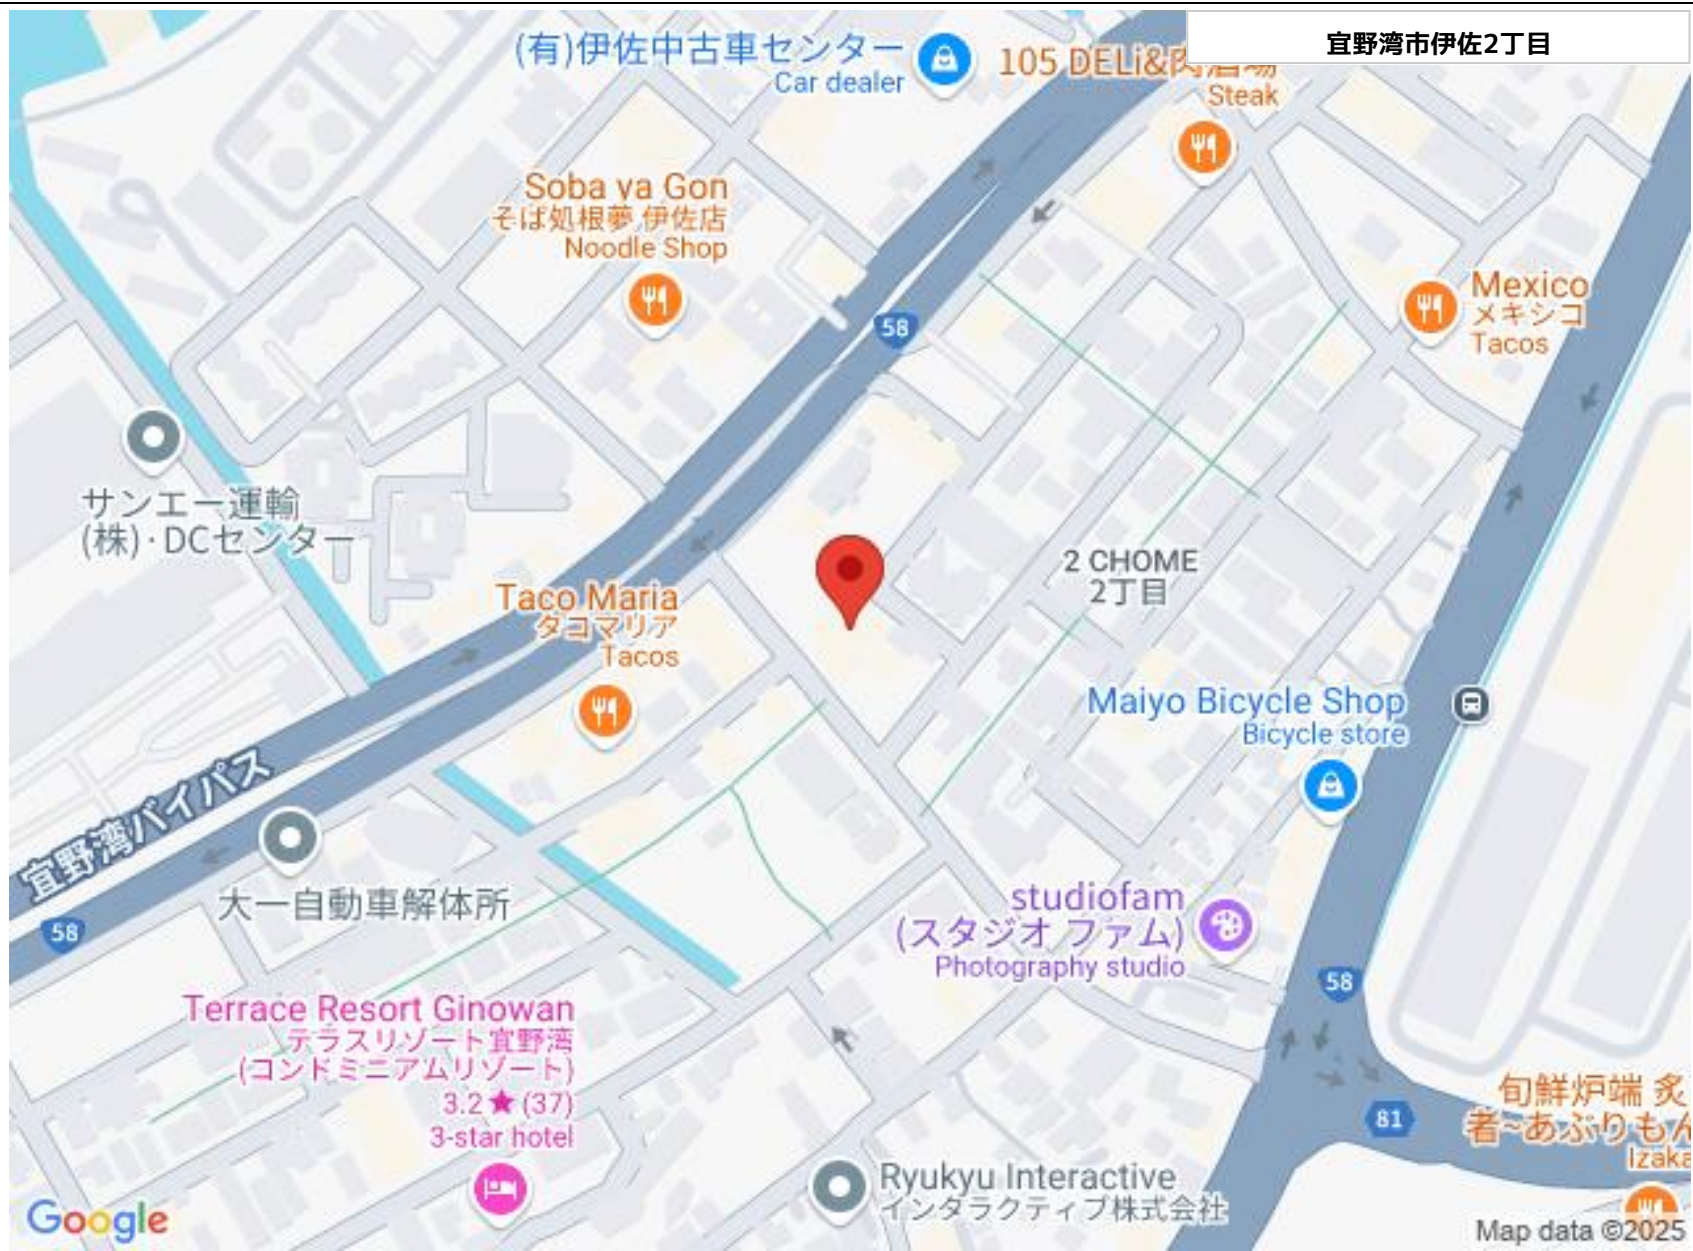 宜野湾市伊佐2丁目
(有)伊佐中古車センター
Car dealer
105 DELi&肉酒場
Steak
Soba ya Gon
そば処根夢 伊佐店
Noodle Shop
58
Mexico
メキシコ
Tacos
サンエー運輸
(株)・DCセンター
2 CHOME
2丁目
Taco Maria
タコマリア
Tacos
Maiyo Bicycle Shop
Bicycle store
宜野湾バイパス
大一自動車解体所
58
studiofam
(スタジオ ファム)
Photography studio
58
Terrace Resort Ginowan
テラスリゾート宜野湾
(コンドミニアムリゾート)
3.2★(37)
3-star hotel
81
旬鮮炉端 炙
者~あぶりもん
Izaka
Ryukyu Interactive
インタラクティブ株式会社
Google
Map data ©2025